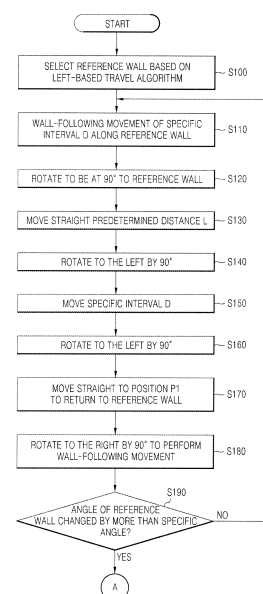 START
SELECT REFERENCE WALL BASED ON
LEFT-BASED TRAVEL ALGORITHM
S100
WALL-FOLLOWING MOVEMENT OF SPECIFIC
INTERVAL D ALONG REFERENCE WALL
S110
ROTATE TO BE AT 90° TO REFERENCE WALL
S120
MOVE STRAIGHT PREDETERMINED DISTANCE L
S130
ROTATE TO THE LEFT BY 90°
S140
MOVE SPECIFIC INTERVAL D
S150
ROTATE TO THE LEFT BY 90°
S160
MOVE STRAIGHT TO POSITION P1
TO RETURN TO REFERENCE WALL
S170
ROTATE TO THE RIGHT BY 90° TO PERFORM
WALL-FOLLOWING MOVEMENT
S180
S190
ANGLE OF REFERENCE
WALL CHANGED BY MORE THAN SPECIFIC
ANGLE?
NO
YES
A